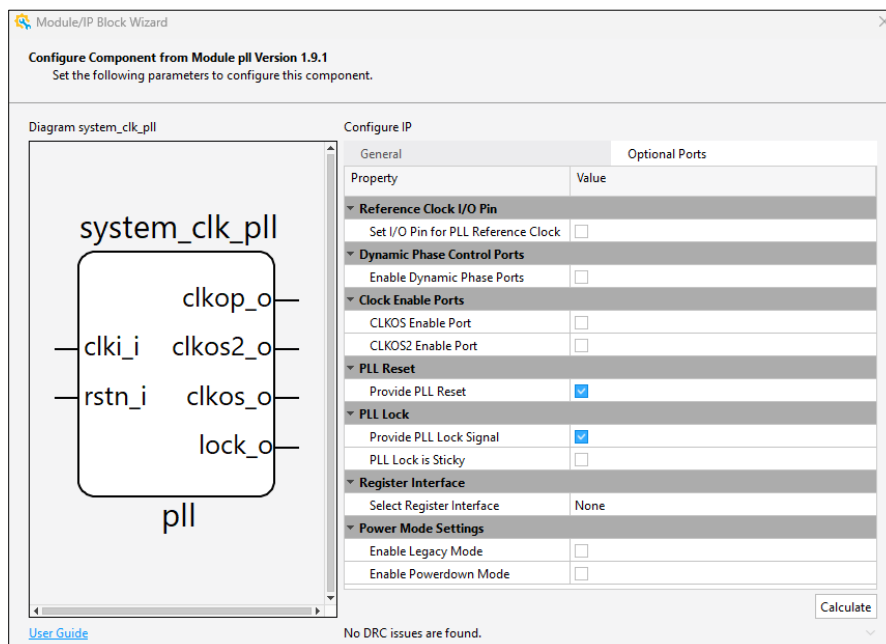 Module/IP Block Wizard
Configure Component from Module pll Version 1.9.1
Set the following parameters to configure this component.
Diagram system_clk_pll
system_clk_pll
clkop_o
clki_i clkos2_o
rstn_i clkos_o
lock_o
pll
Configure IP
General Optional Ports
Property Value
Reference Clock I/O Pin
Set I/O Pin for PLL Reference Clock
Dynamic Phase Control Ports
Enable Dynamic Phase Ports
Clock Enable Ports
CLKOS Enable Port
CLKOS2 Enable Port
PLL Reset
Provide PLL Reset
PLL Lock
Provide PLL Lock Signal
PLL Lock is Sticky
Register Interface
Select Register Interface None
Power Mode Settings
Enable Legacy Mode
Enable Powerdown Mode
Calculate
User Guide
No DRC issues are found.